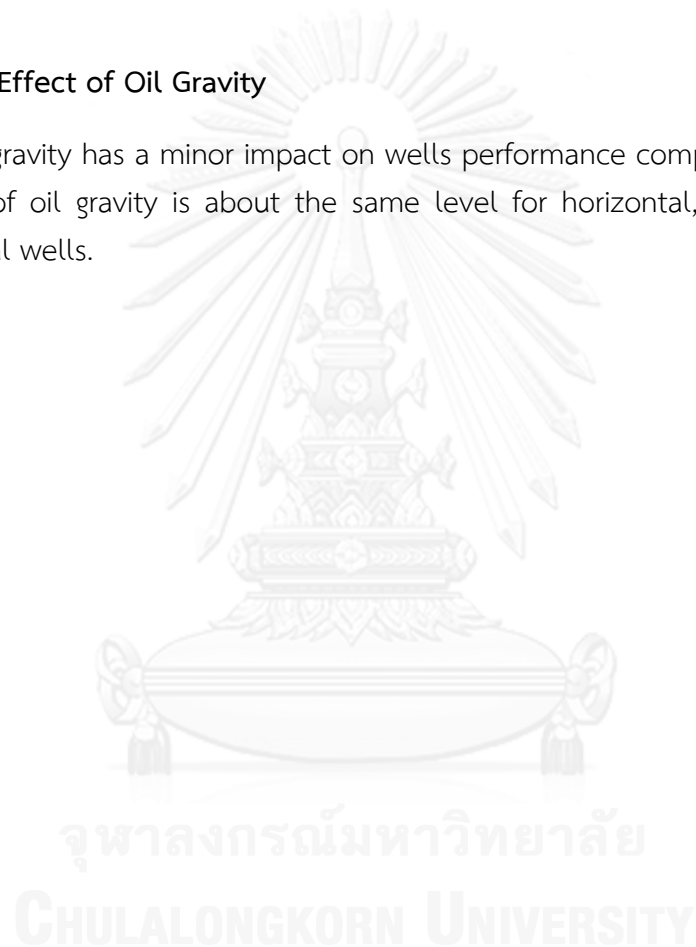 Effect of Oil Gravity
gravity has a minor impact on wells performance comp
of oil gravity is about the same level for horizontal,
l wells.
จุฬาลงกรณ์มหาวิทยาลัย
CHULALONGKORN UNIVERSITY